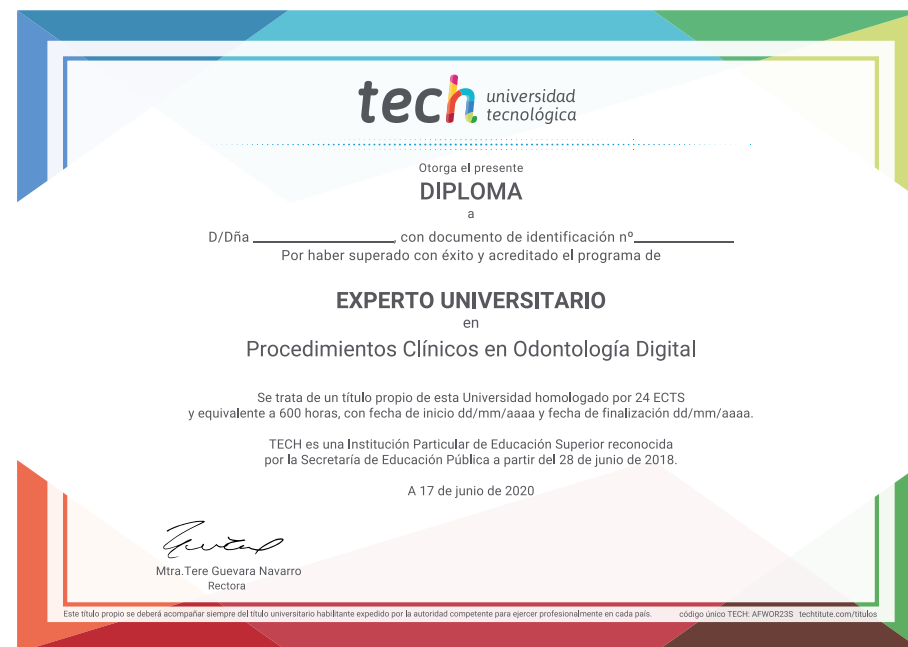 tech universidad
tecnológica
Otorga el presente
DIPLOMA
a
D/Dña ____________, con documento de identificación nº____________
Por haber superado con éxito y acreditado el programa de
EXPERTO UNIVERSITARIO
en
Procedimientos Clínicos en Odontología Digital
Se trata de un título propio de esta Universidad homologado por 24 ECTS
y equivalente a 600 horas, con fecha de inicio dd/mm/aaaa y fecha de finalización dd/mm/aaaa.
TECH es una Institución Particular de Educación Superior reconocida
por la Secretaría de Educación Pública a partir del 28 de junio de 2018.
A 17 de junio de 2020
Mtra.Tere Guevara Navarro
Rectora
Este título propio se deberá acompañar siempre del título universitario habilitante expedido por la autoridad competente para ejercer profesionalmente en cada país. código único TECH: AFWOR23S techtitute.com/titulos